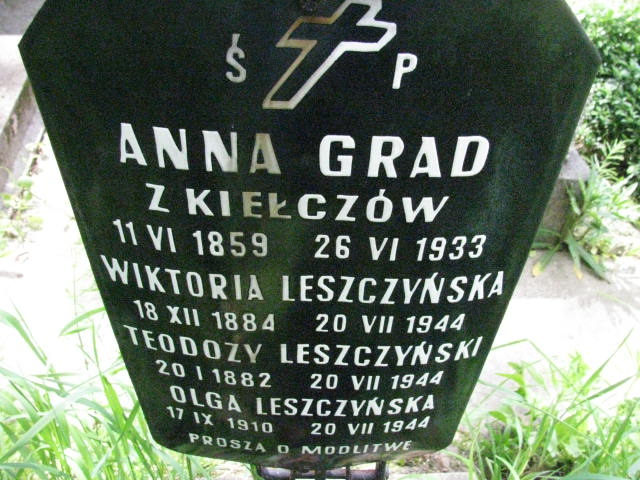 Ś P
ANNA GRAD
Z KIEŁCZÓW
11 VI 1859 26 VI 1933
WIKTORIA LESZCZYŃSKA
18 XII 1884 20 VII 1944
TEODOZY LESZCZYŃSKI
20 I 1882 20 VII 1944
OLGA LESZCZYŃSKA
17 IX 1910 20 VII 1944
PROSZĄ O MODLITWĘ